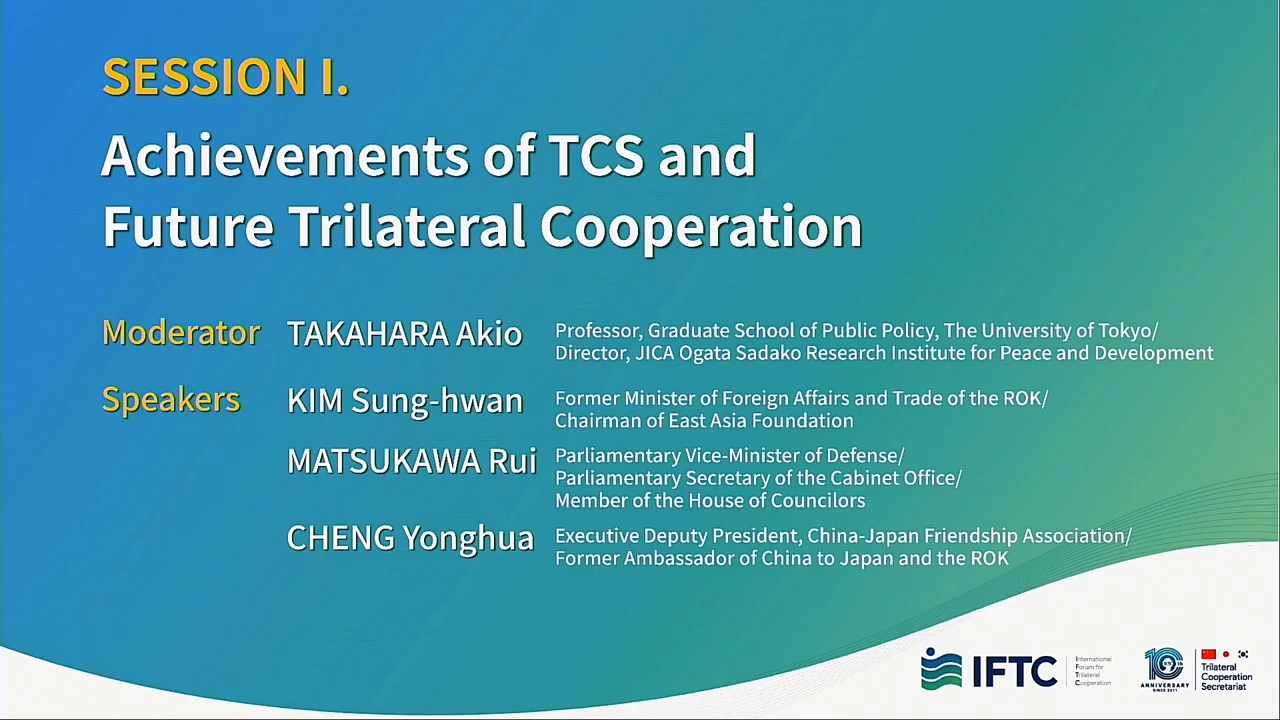 SESSION I.
Achievements of TCS and
Future Trilateral Cooperation
Moderator TAKAHARA Akio Professor, Graduate School of Public Policy, The University of Tokyo/
Director, JICA Ogata Sadako Research Institute for Peace and Development
Speakers KIM Sung-hwan Former Minister of Foreign Affairs and Trade of the ROK/
Chairman of East Asia Foundation
MATSUKAWA Rui Parliamentary Vice-Minister of Defense/
Parliamentary Secretary of the Cabinet Office/
Member of the House of Councilors
CHENG Yonghua Executive Deputy President, China-Japan Friendship Association/
Former Ambassador of China to Japan and the ROK
IFTC
International
Forum for
Trilateral
Cooperation
10th
ANNIVERSARY
SINCE 2011
Trilateral
Cooperation
Secretariat